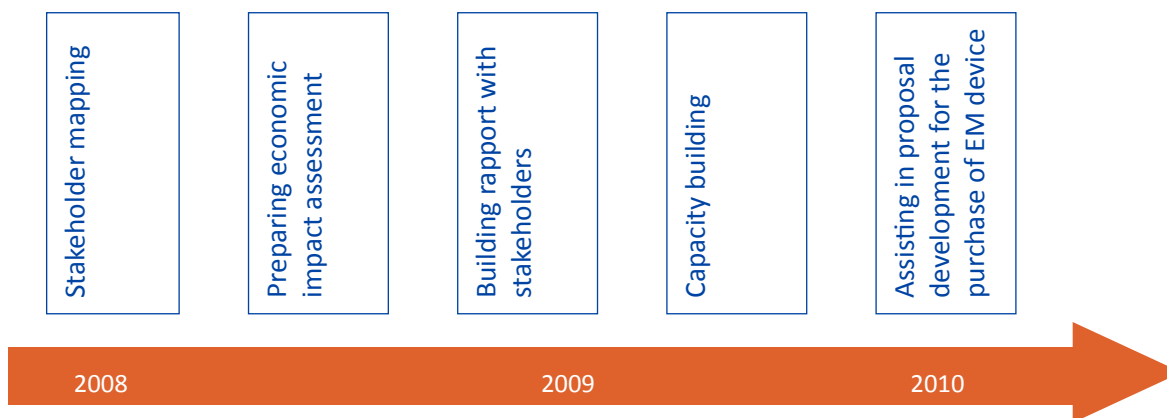 Stakeholder mapping
Preparing economic
impact assessment
Building rapport with
stakeholders
Capacity building
Assisting in proposal
development for the
purchase of EM device
2008
2009
2010